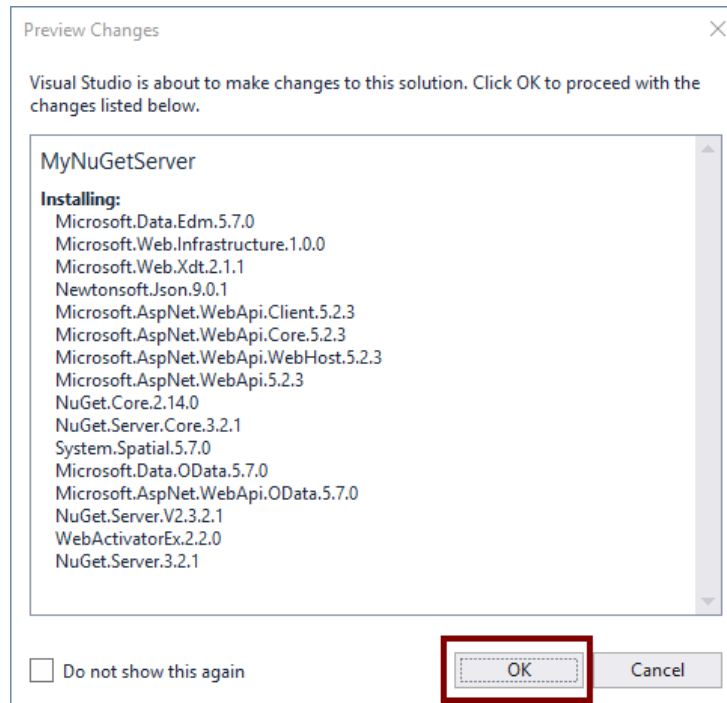 Preview Changes
Visual Studio is about to make changes to this solution. Click OK to proceed with the
changes listed below.
MyNuGetServer
Installing:
Microsoft.Data.Edm.5.7.0
Microsoft.Web.Infrastructure.1.0.0
Microsoft.Web.Xdt.2.1.1
Newtonsoft.Json.9.0.1
Microsoft.AspNet.WebApi.Client.5.2.3
Microsoft.AspNet.WebApi.Core.5.2.3
Microsoft.AspNet.WebApi.WebHost.5.2.3
Microsoft.AspNet.WebApi.5.2.3
NuGet.Core.2.14.0
NuGet.Server.Core.3.2.1
System.Spatial.5.7.0
Microsoft.Data.OData.5.7.0
Microsoft.AspNet.WebApi.OData.5.7.0
NuGet.Server.V2.3.2.1
WebActivatorEx.2.2.0
NuGet.Server.3.2.1
Do not show this again
OK
Cancel